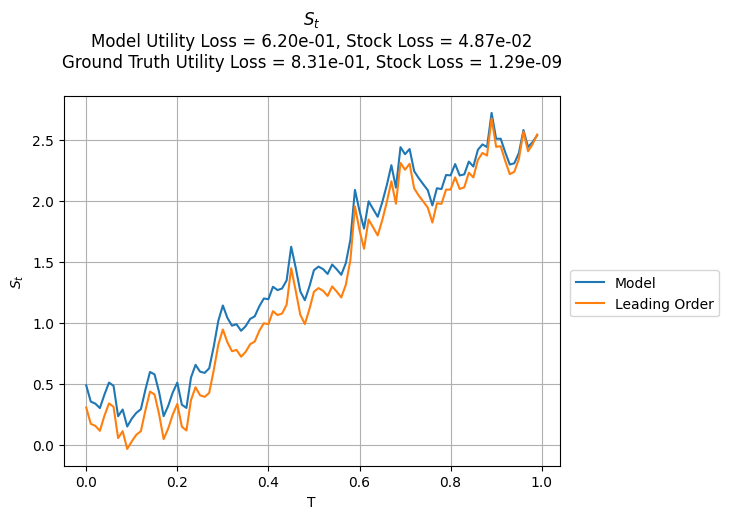 S_t
Model Utility Loss = 6.20e-01, Stock Loss = 4.87e-02
Ground Truth Utility Loss = 8.31e-01, Stock Loss = 1.29e-09
2.5
2.0
1.5
1.0
0.5
0.0
S_t
0.0 0.2 0.4 0.6 0.8 1.0
T
Model
Leading Order